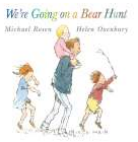 We're Going on a Bear Hunt
Michael Rosen Helen Oxenbury